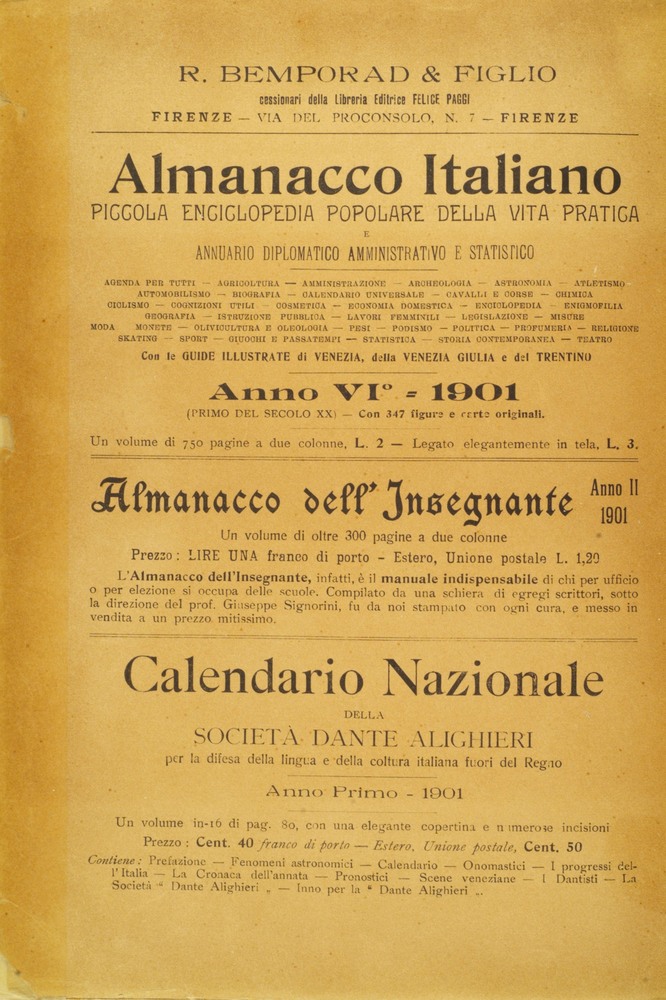 R. BEMPORAD & FIGLIO
cessionari della Libreria Editrice FELICE PAGGI
FIRENZE — VIA DEL PROCONSOLO, N. 7 — FIRENZE
Almanacco Italiano
PICCOLA ENCICLOPEDIA POPOLARE DELLA VITA PRATICA
E
ANNUARIO DIPLOMATICO AMMINISTRATIVO E STATISTICO
AGENDA PER TUTTI — AGRICOLTURA — AMMINISTRAZIONE — ARCHEOLOGIA — ASTRONOMIA — ATLETISMO
AUTOMOBILISMO — BIOGRAFIA — CALENDARIO UNIVERSALE — CAVALLI E CORSE — CHIMICA
CICLISMO — COGNIZIONI UTILI — COSMETICA — ECONOMIA DOMESTICA — ENCICLOPEDIA — ENIGMOFILIA
GEOGRAFIA — ISTRUZIONE PUBBLICA — LAVORI FEMMINILI — LEGISLAZIONE — MISURE
MODA MONETE — OLIVICULTURA E OLEOLOGIA — PESI — PODISMO — POLITICA — PROFUMERIA — RELIGIONE
SKATING — SPORT — GIUOCHI E PASSATEMPI — STATISTICA — STORIA CONTEMPORANEA — TEATRO
Con le GUIDE ILLUSTRATE di VENEZIA, della VENEZIA GIULIA e del TRENTINO
Anno VI° = 1901
(PRIMO DEL SECOLO XX) — Con 347 figure e carte originali.
Un volume di 750 pagine a due colonne, L. 2 — Legato elegantemente in tela, L. 3.
Almanacco dell' Insegnante Anno II
1901
Un volume di oltre 300 pagine a due colonne
Prezzo: LIRE UNA franco di porto - Estero, Unione postale L. 1,20
L'Almanacco dell'Insegnante, infatti, è il manuale indispensabile di chi per ufficio
o per elezione si occupa delle scuole. Compilato da una schiera di egregi scrittori, sotto
la direzione del prof. Giuseppe Signorini, fu da noi stampato con ogni cura, e messo in
vendita a un prezzo mitissimo.
Calendario Nazionale
DELLA
SOCIETÀ DANTE ALIGHIERI
per la difesa della lingua e della coltura italiana fuori del Regno
Anno Primo - 1901
Un volume in-16 di pag. 80, con una elegante copertina e numerose incisioni
Prezzo : Cent. 40 franco di porto — Estero, Unione postale, Cent. 50
Contiene: Prefazione — Fenomeni astronomici — Calendario — Onomastici — I progressi del-
l'Italia — La Cronaca dell'annata — Pronostici — Scene veneziane — I Dantisti — La
Società “ Dante Alighieri „ — Inno per la “ Dante Alighieri „.